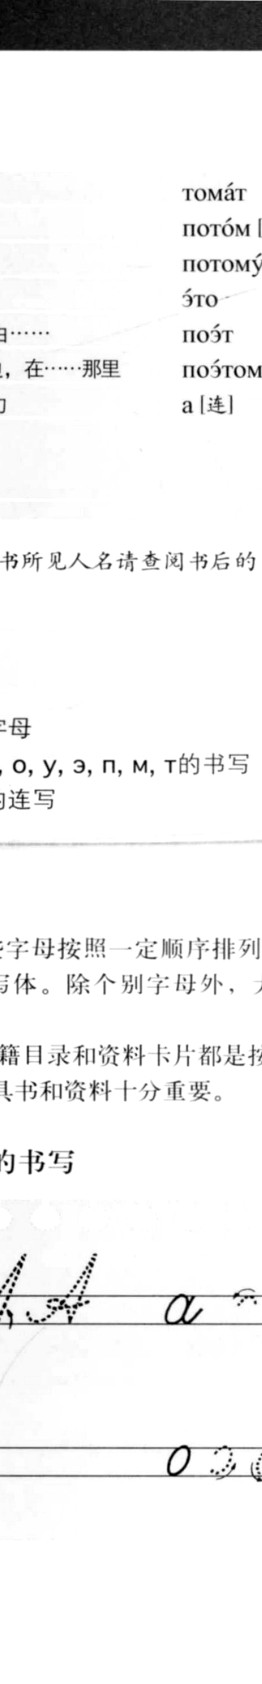 тома́т
пото́м [
потому́
э́то
由……
поэ́т
，在……那里
поэ́том
а [连]
书所见人名请查阅书后的
字母
, о, у, э, п, м, т的书写
的连写
字母按照一定顺序排列
写体。除个别字母外，
籍目录和资料卡片都是按
具书和资料十分重要。
的书写
А а
о